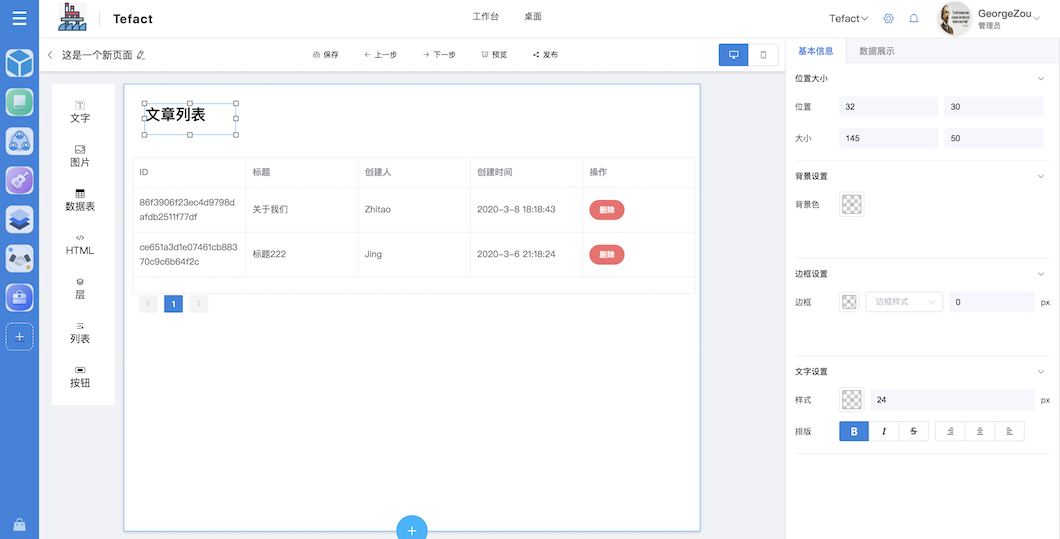 Tefact
工作台
桌面
Tefact
GeorgeZou
管理员
这是一个新页面
保存
上一步
下一步
预览
发布
基本信息
数据展示
文字
图片
数据表
HTML
层
列表
按钮
文章列表
ID 标题 创建人 创建时间 操作
86f3906f23ec4d9798d
afdb2511f77df
关于我们 Zhitao 2020-3-8 18:18:43 删除
ce651a3d1e07461cb883
70c9c6b64f2c
标题222 Jing 2020-3-6 21:18:24 删除
1
位置大小
位置 32 30
大小 145 50
背景设置
背景色
边框设置
边框 边框样式 0 px
文字设置
样式 24 px
排版 B I S